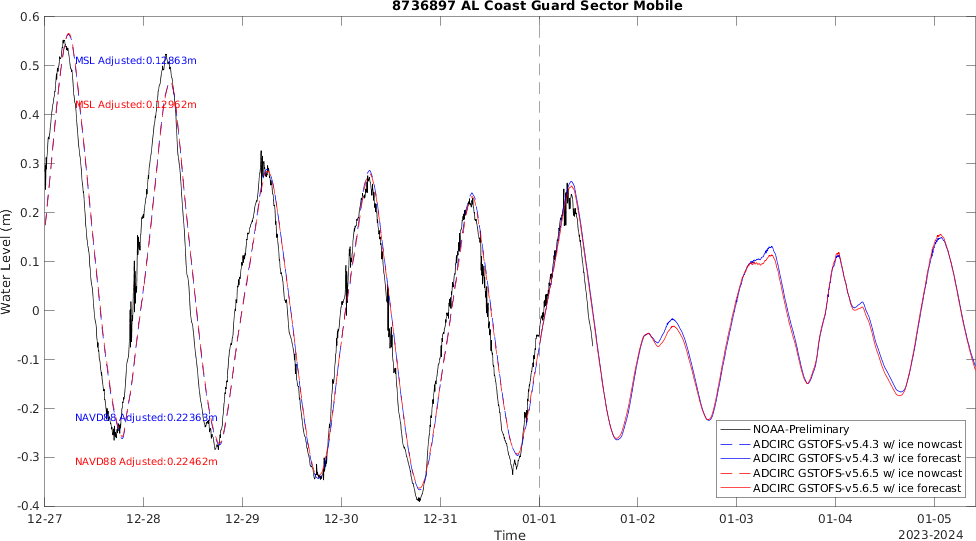 8736897 AL Coast Guard Sector Mobile
0.6
0.5
0.4
0.3
0.2
0.1
0
-0.1
-0.2
-0.3
-0.4
Water Level (m)
MSL Adjusted:0.12863m
MSL Adjusted:0.12962m
NAVD88 Adjusted:0.22363m
NAVD88 Adjusted:0.22462m
NOAA-Preliminary
ADCIRC GSTOFS-v5.4.3 w/ ice nowcast
ADCIRC GSTOFS-v5.4.3 w/ ice forecast
ADCIRC GSTOFS-v5.6.5 w/ ice nowcast
ADCIRC GSTOFS-v5.6.5 w/ ice forecast
12-27 12-28 12-29 12-30 12-31 01-01 01-02 01-03 01-04 01-05
Time
2023-2024